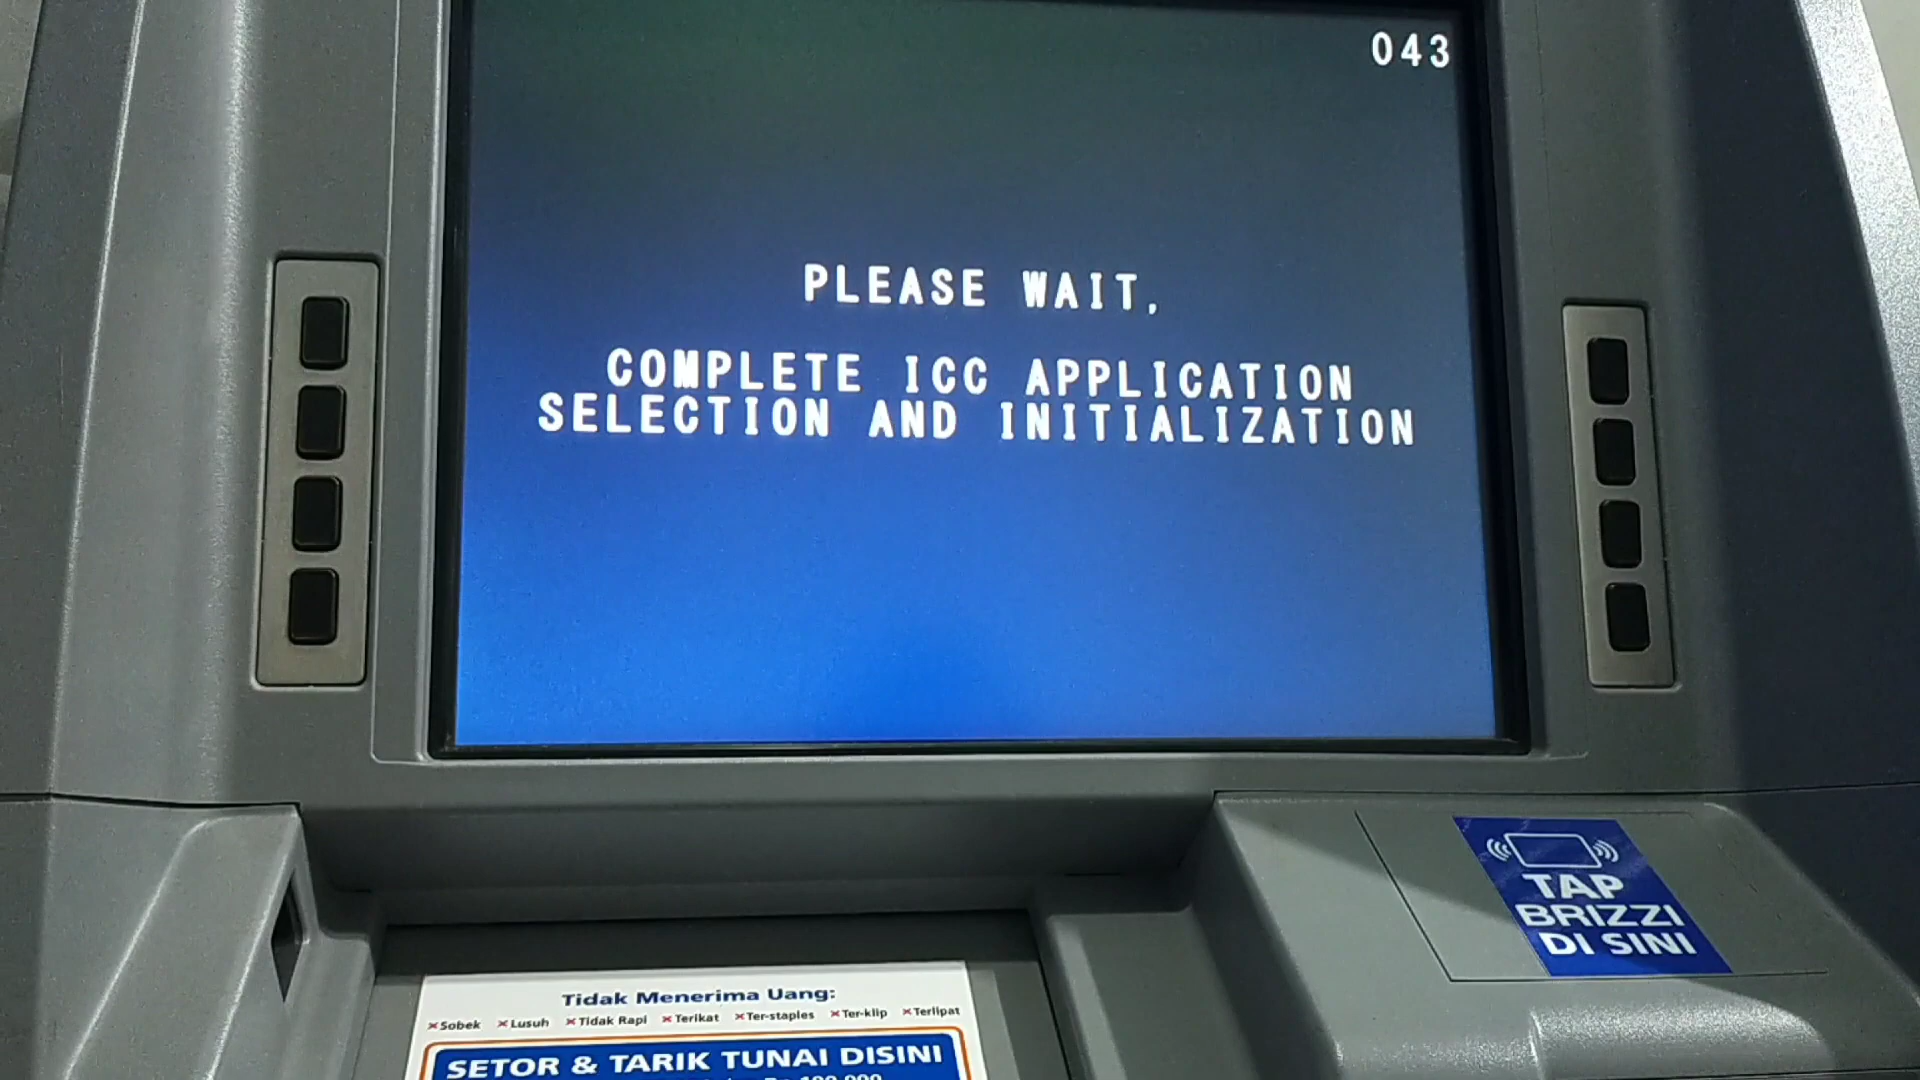 043
PLEASE WAIT,
COMPLETE ICC APPLICATION
SELECTION AND INITIALIZATION
TAP
BRIZZI
DI SINI
Tidak Menerima Uang:
×Sobek ×Lusuh ×Tidak Rapi ×Terikat ×Ter-staples ×Ter-klip ×Terlipat
SETOR & TARIK TUNAI DISINI